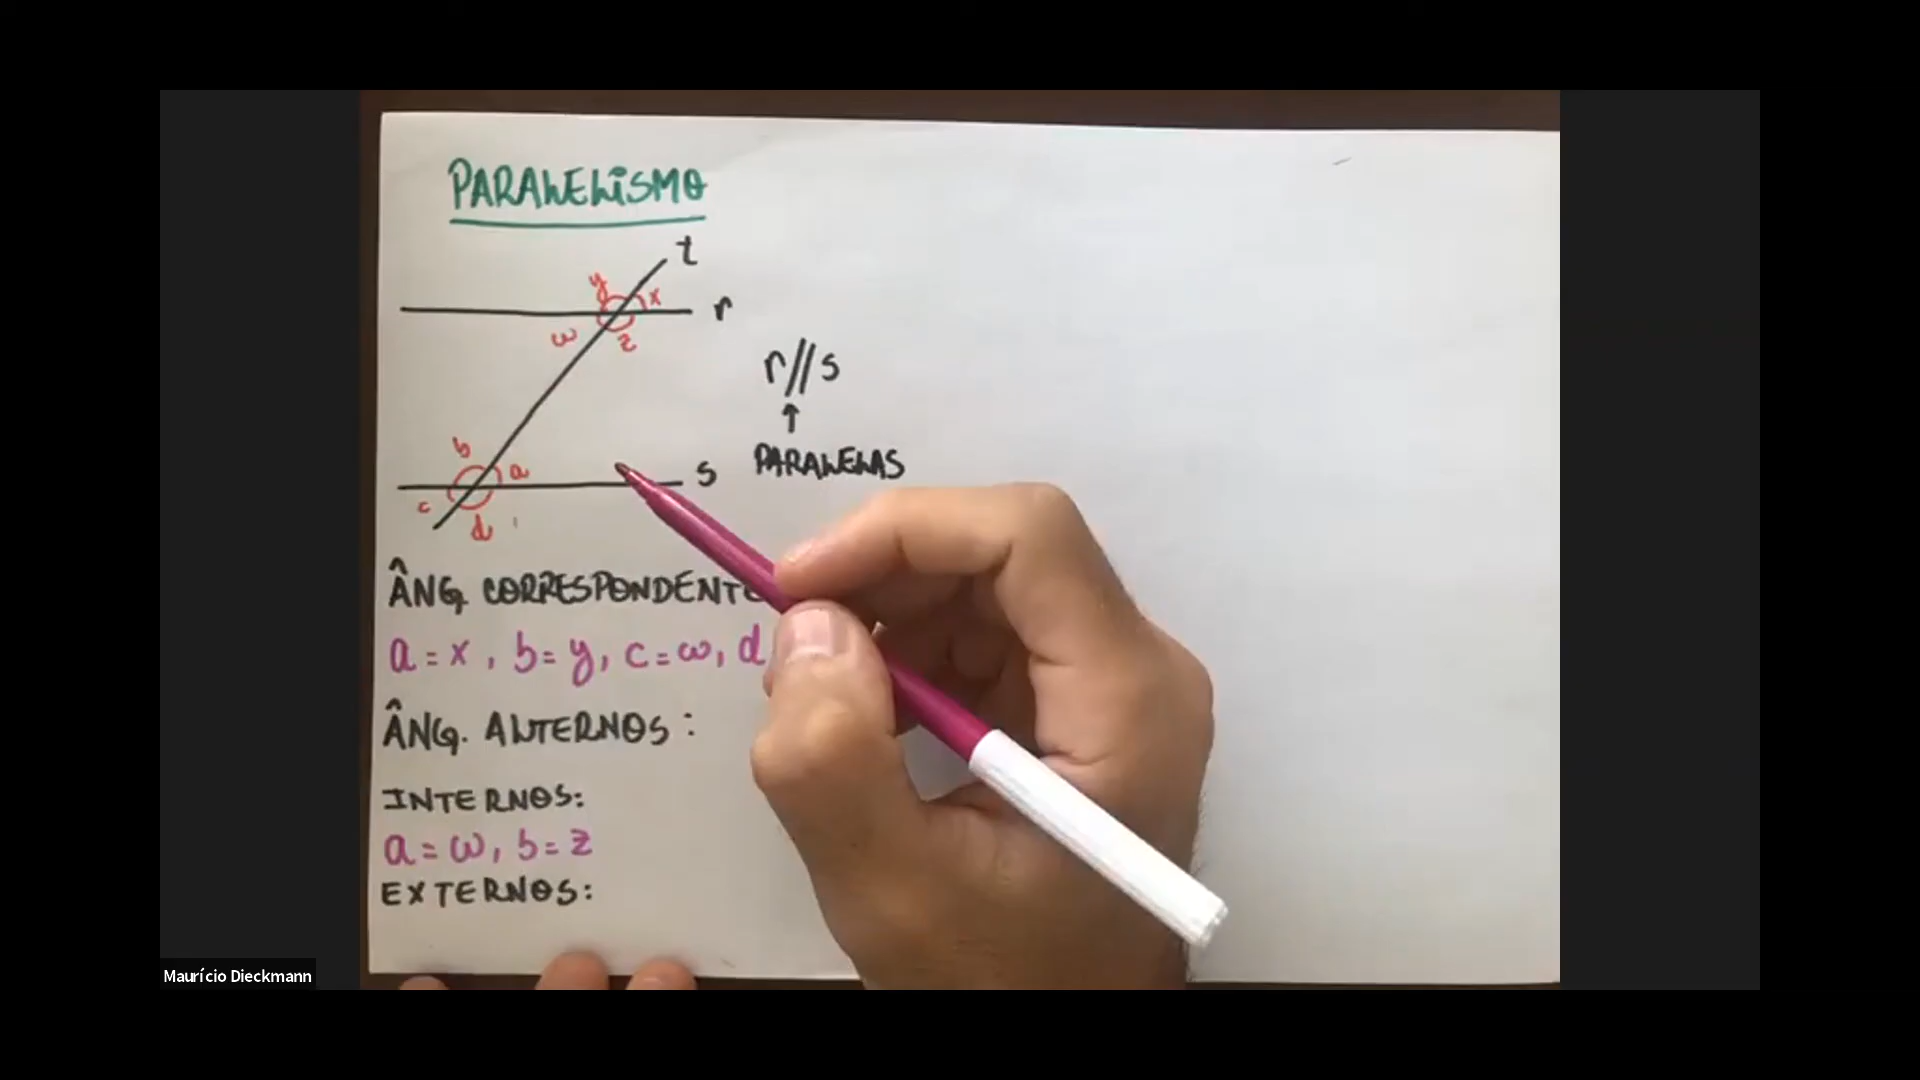 PARALELISMO
t
y x
r
w z
r//s
↑
PARALELAS
b a
s
c
d
ÂNG. CORRESPONDENTE
a = x, b = y, c = w, d
ÂNG. ALTERNOS:
INTERNOS:
a = w, b = z
EXTERNOS:
Maurício Dieckmann